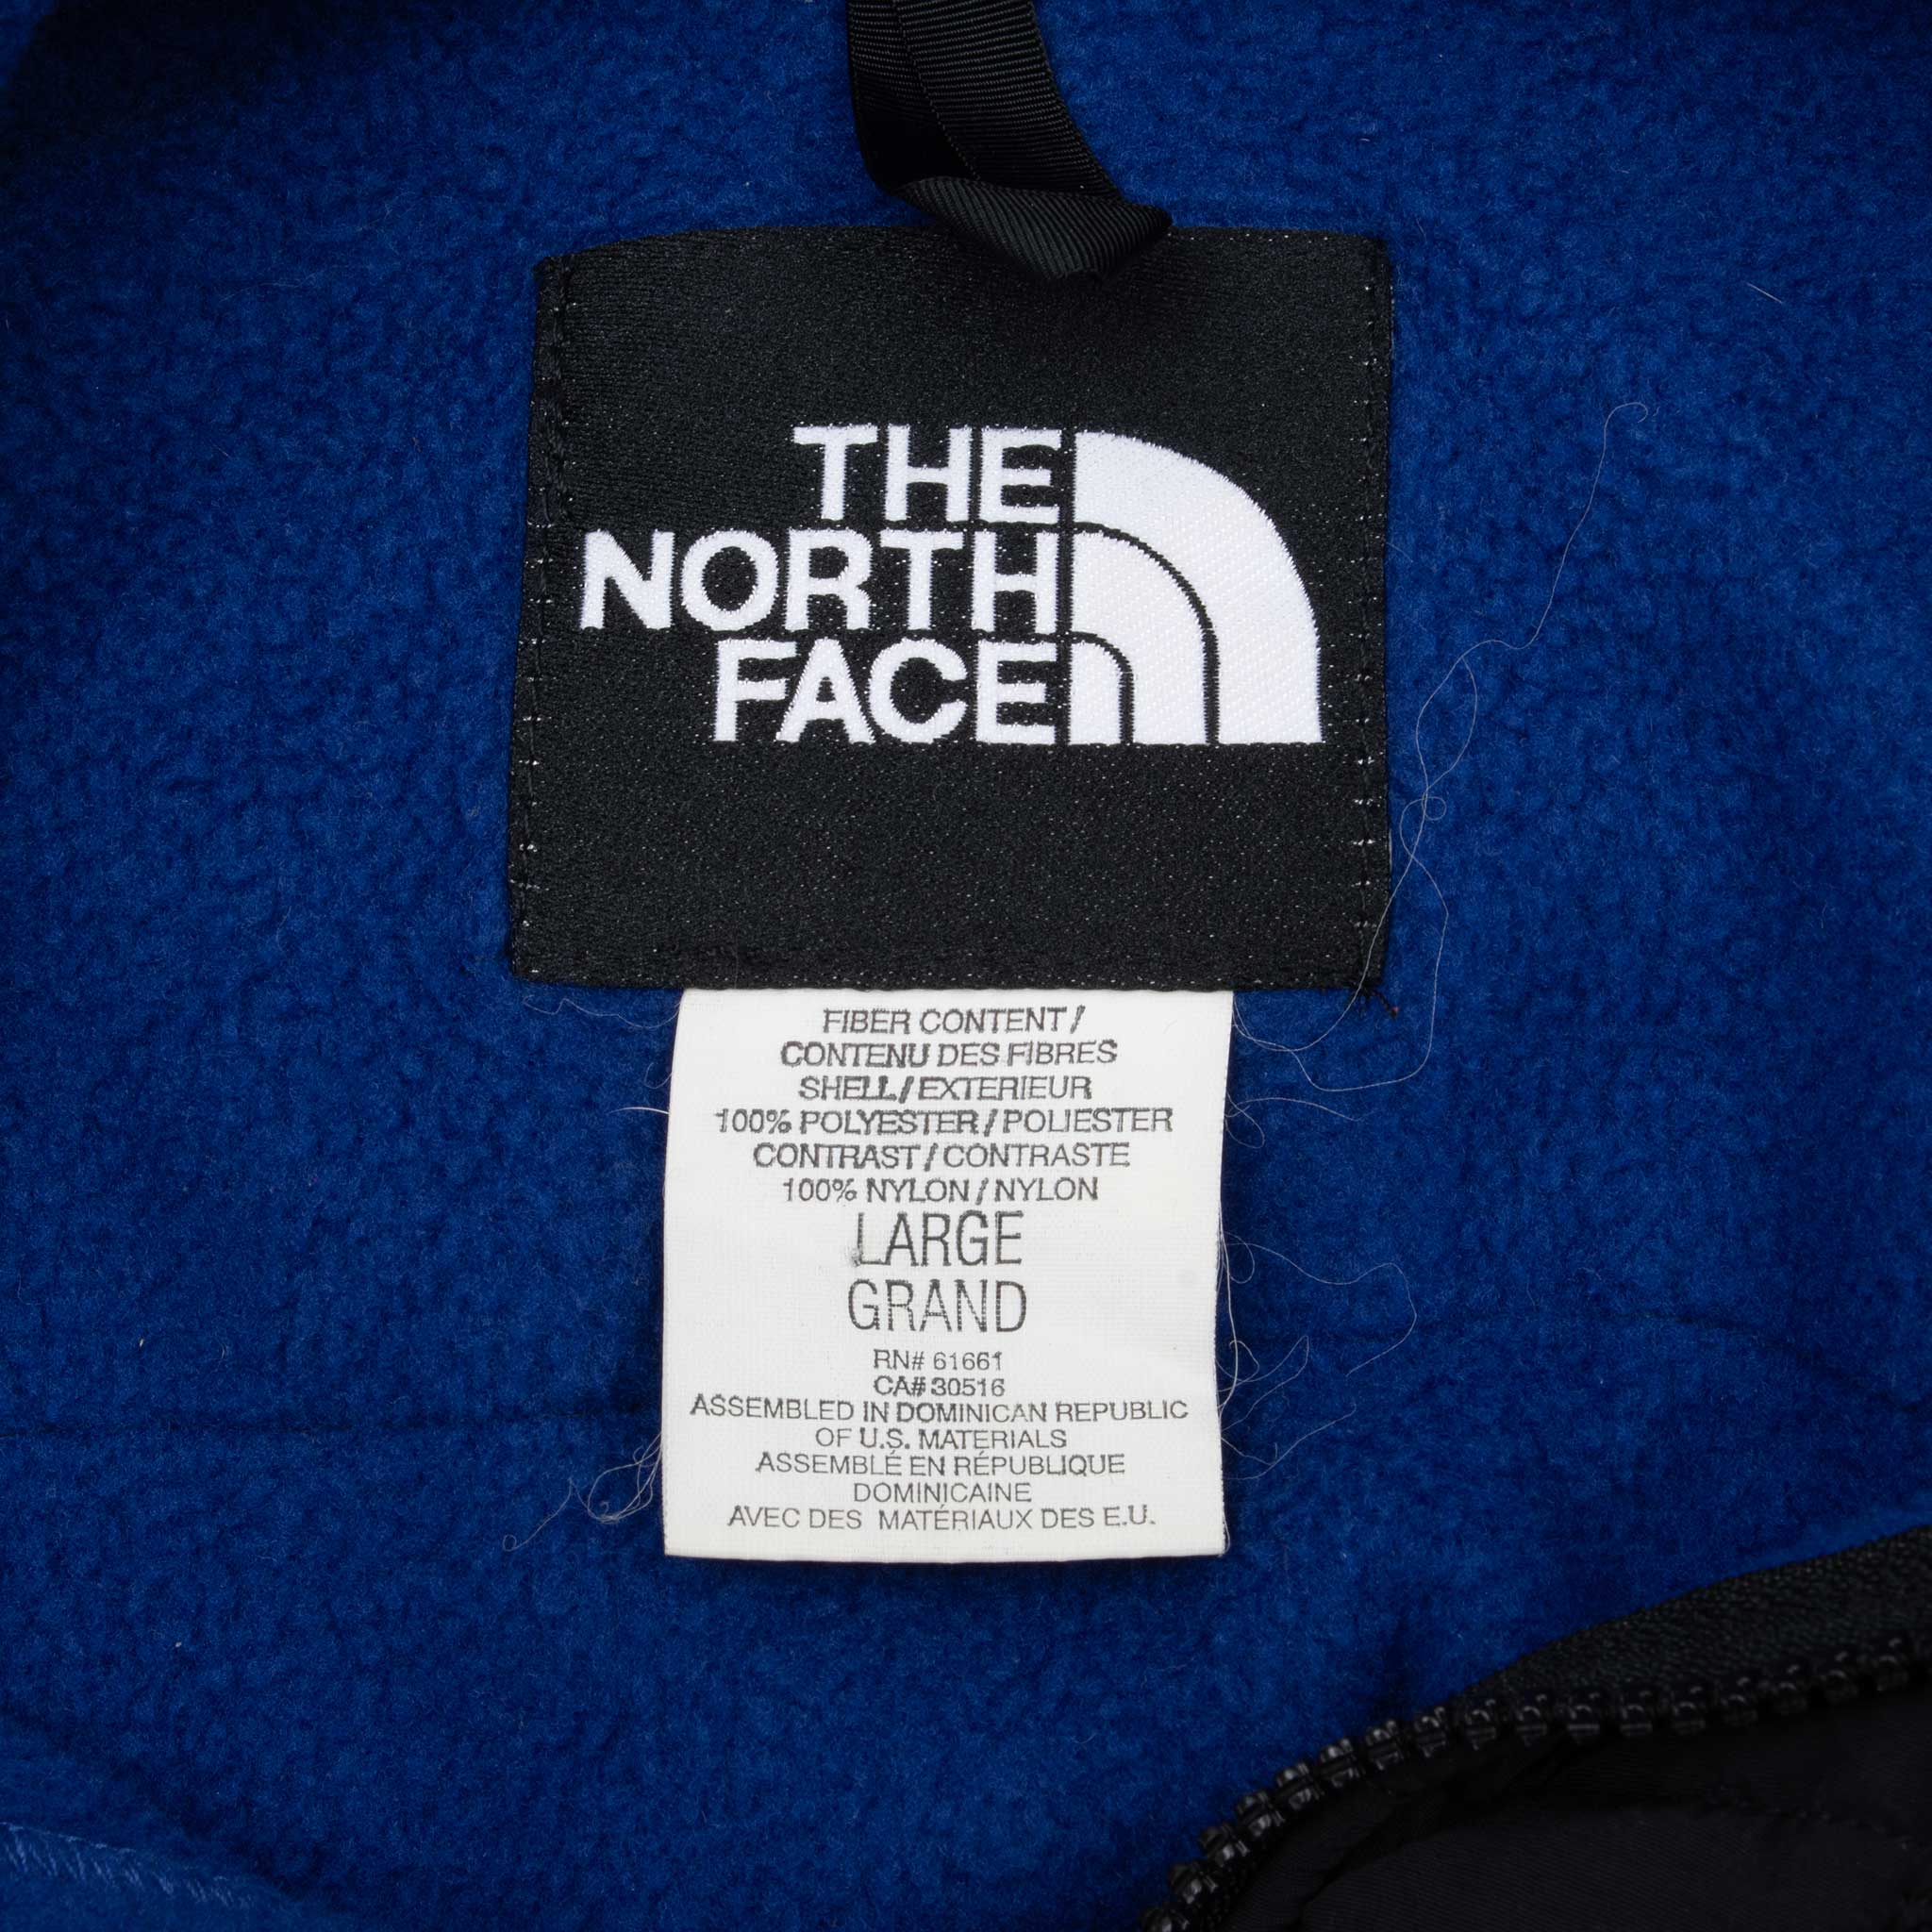 THE
NORTH
FACE
FIBER CONTENT /
CONTENU DES FIBRES
SHELL / EXTERIEUR
100% POLYESTER / POLIESTER
CONTRAST / CONTRASTE
100% NYLON / NYLON
LARGE
GRAND
RN# 61661
CA# 30516
ASSEMBLED IN DOMINICAN REPUBLIC
OF U.S. MATERIALS
ASSEMBLÉ EN RÉPUBLIQUE
DOMINICAINE
AVEC DES MATÉRIAUX DES E.U.